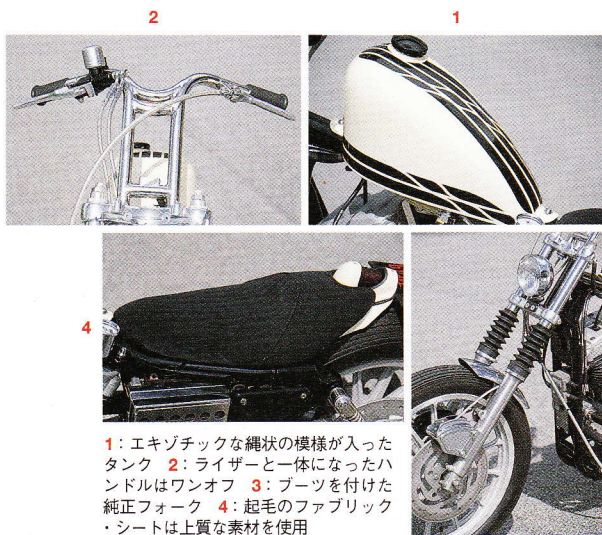 2
1
4
1：エキゾチックな縄状の模様が入った
タンク 2：ライザーと一体になったハ
ンドルはワンオフ 3：ブーツを付けた
純正フォーク 4：起毛のファブリック
・シートは上質な素材を使用